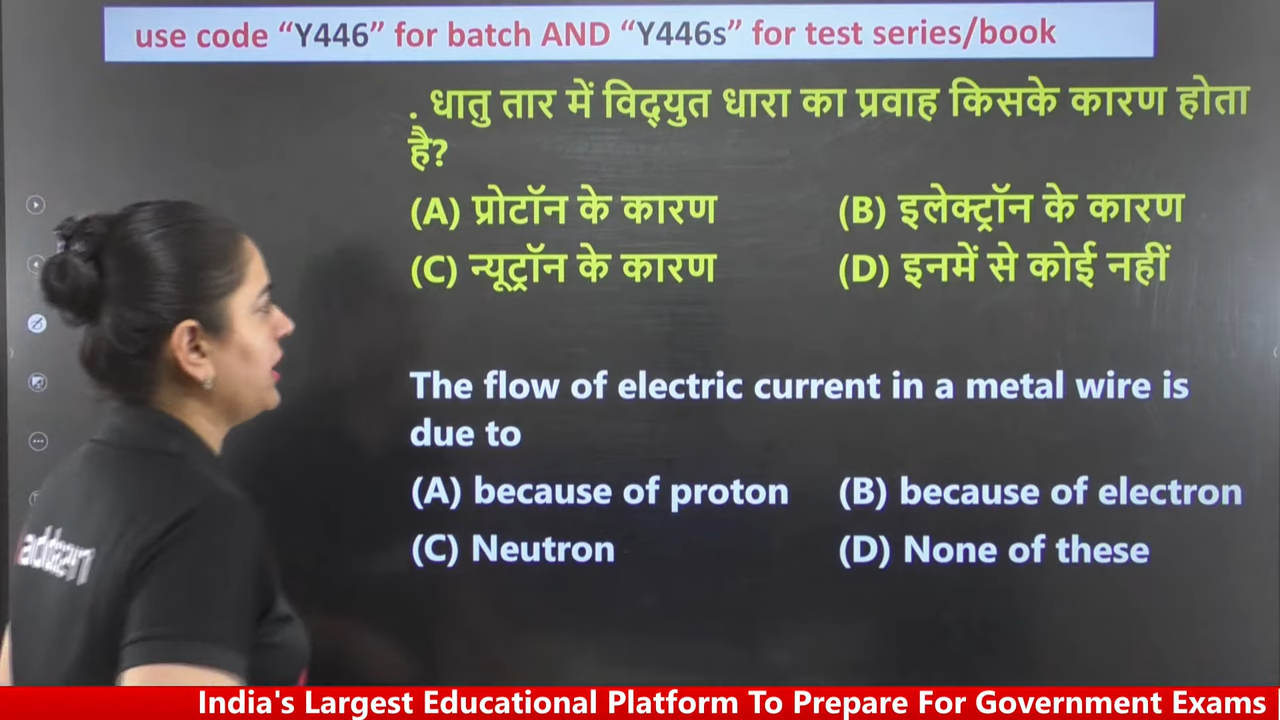 use code “Y446” for batch AND “Y446s” for test series/book
. धातु तार में विद्युत धारा का प्रवाह किसके कारण होता
है?
(A) प्रोटॉन के कारण (B) इलेक्ट्रॉन के कारण
(C) न्यूट्रॉन के कारण (D) इनमें से कोई नहीं
The flow of electric current in a metal wire is
due to
(A) because of proton (B) because of electron
(C) Neutron (D) None of these
India's Largest Educational Platform To Prepare For Government Exams